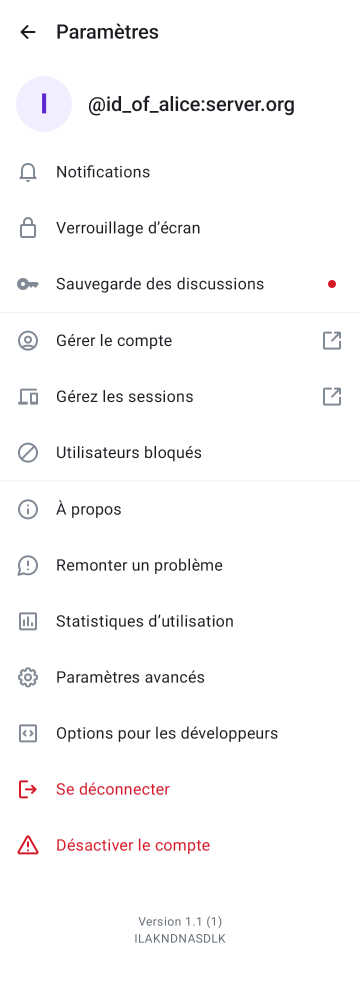 Paramètres
I
@id_of_alice:server.org
Notifications
Verrouillage d’écran
Sauvegarde des discussions
Gérer le compte
Gérez les sessions
Utilisateurs bloqués
À propos
Remonter un problème
Statistiques d’utilisation
Paramètres avancés
Options pour les développeurs
Se déconnecter
Désactiver le compte
Version 1.1 (1)
ILAKNDNASDLK